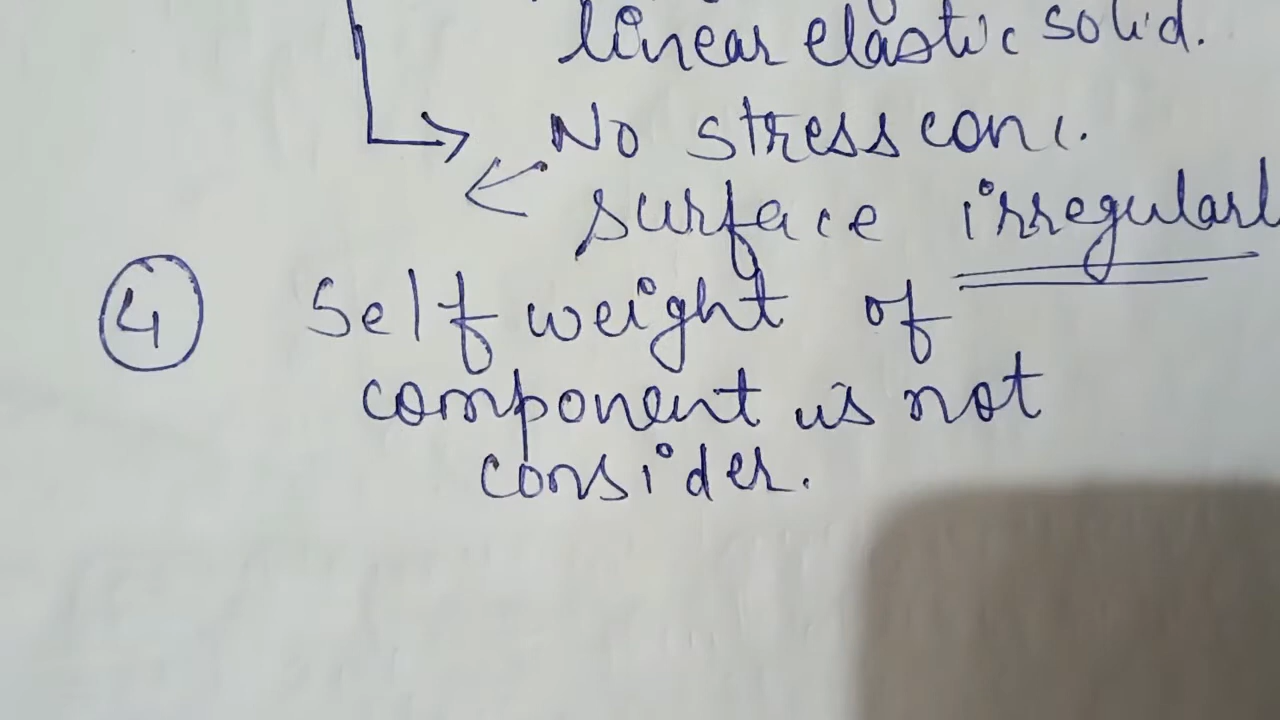 linear elastic solid.
No stress conc.
surface irregularl
④ Self weight of
component is not
consider.